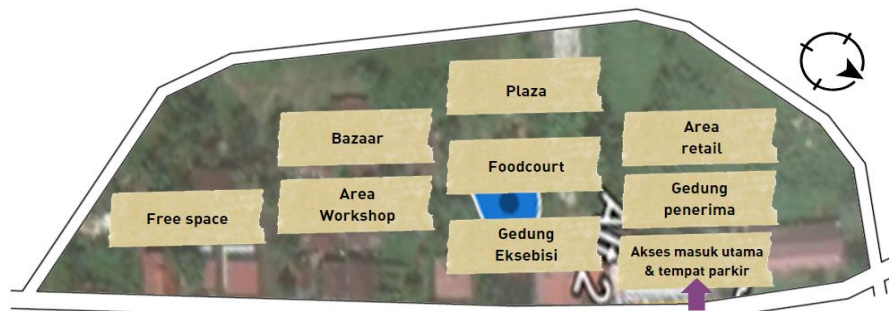 Plaza
Bazaar
Area
retail
Foodcourt
Area
Workshop
Gedung
penerima
Free space
Gedung
Eksebisi
Akses masuk utama
& tempat parkir